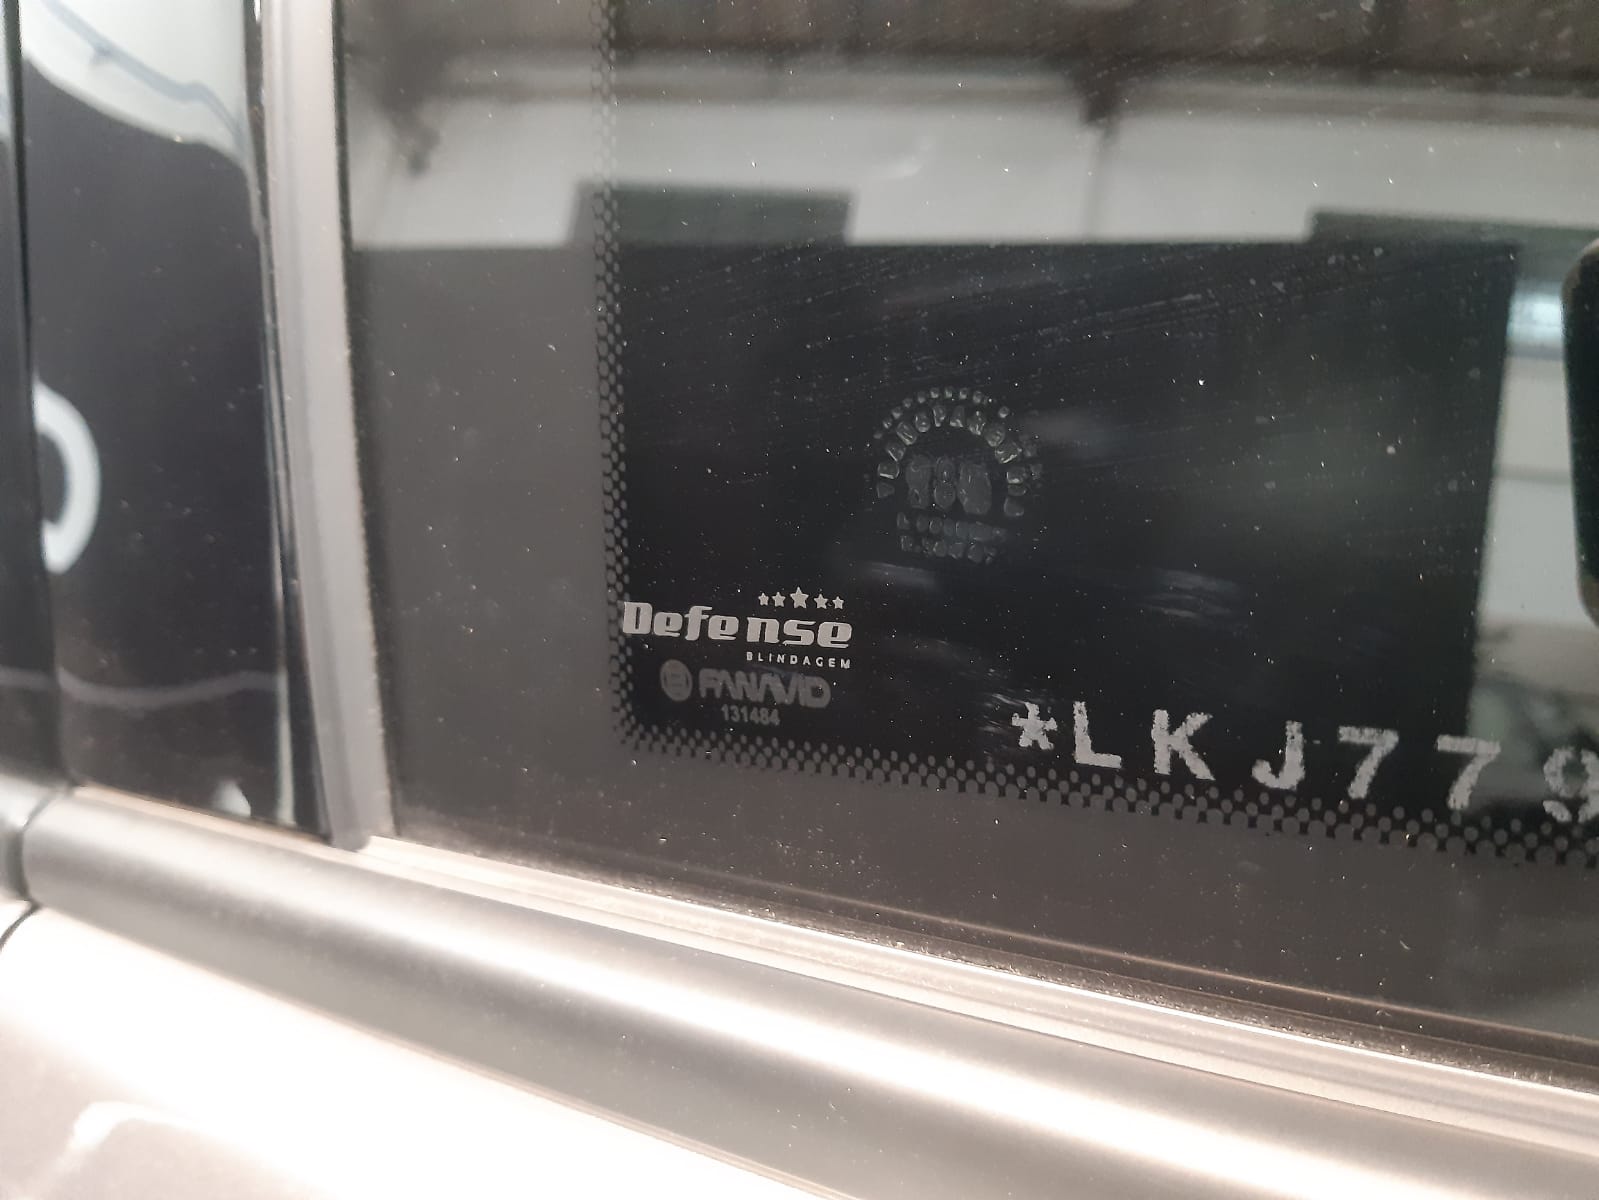 Defense
BLINDAGEM
FANAVID
131484
*LKJ779